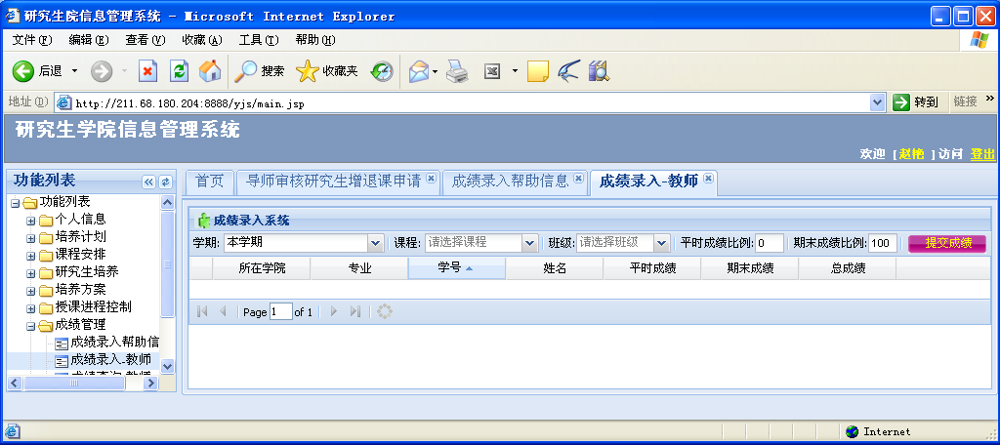 研究生院信息管理系统 - Microsoft Internet Explorer
文件(F) 编辑(E) 查看(V) 收藏(A) 工具(T) 帮助(H)
后退 搜索 收藏夹
地址(D) http://211.68.180.204:8888/yjs/main.jsp 转到 链接 »
研究生学院信息管理系统
欢迎 [赵艳 ]访问 登出
功能列表
首页 导师审核研究生增退课申请 成绩录入帮助信息 成绩录入-教师
功能列表
个人信息
培养计划
课程安排
研究生培养
培养方案
授课进程控制
成绩管理
成绩录入帮助信
成绩录入-教师
成绩查询-教师
成绩录入系统
学期: 本学期 课程: 请选择课程 班级: 请选择班级 平时成绩比例: 0 期末成绩比例: 100 提交成绩
所在学院 专业 学号 姓名 平时成绩 期末成绩 总成绩
Page 1 of 1
Internet